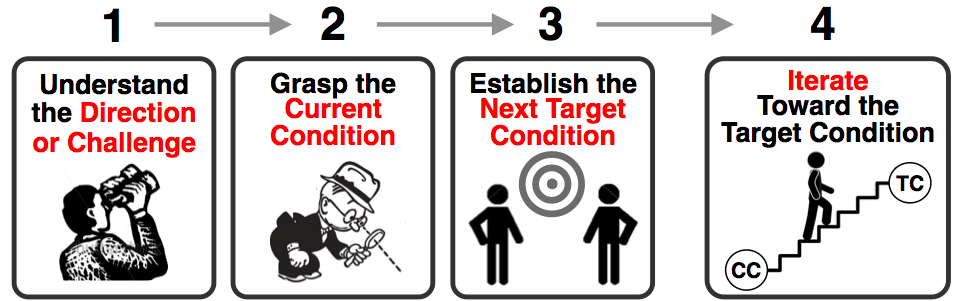 1
2
3
4
Understand
the Direction
or Challenge
Grasp the
Current
Condition
Establish the
Next Target
Condition
Iterate
Toward the
Target Condition
TC
CC